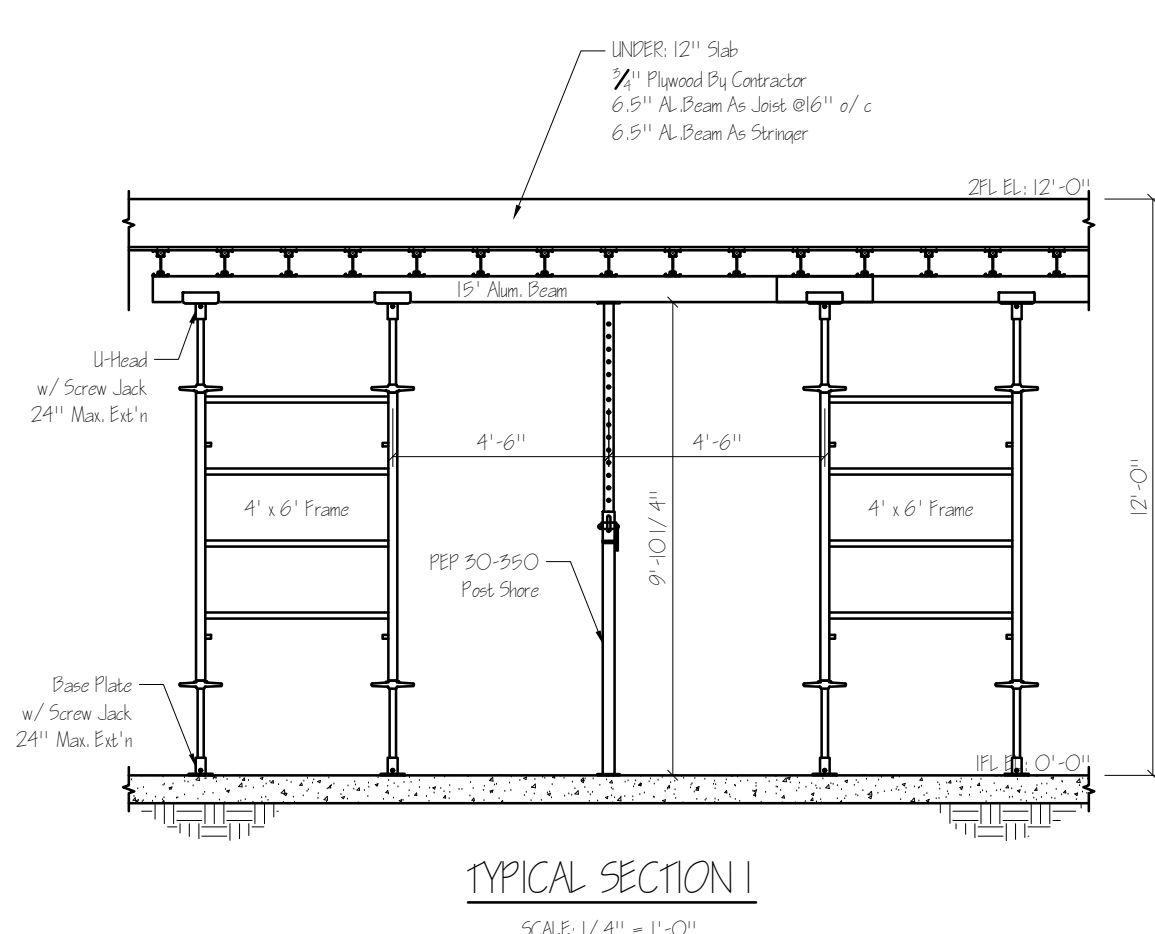 UNDER: 12" Slab
3/4" Plywood By Contractor
6.5" AL.Beam As Joist @16" o/c
6.5" AL.Beam As Stringer
2FL EL: 12'-0"
15' Alum. Beam
U-Head
w/ Screw Jack
24" Max. Ext'n
4'-6"
4'-6"
4' x 6' Frame
4' x 6' Frame
9'-10 1/4"
12'-0"
PEP 30-350
Post Shore
Base Plate
w/ Screw Jack
24" Max. Ext'n
1FL EL: 0'-0"
TYPICAL SECTION 1
SCALE: 1/4" = 1'-0"